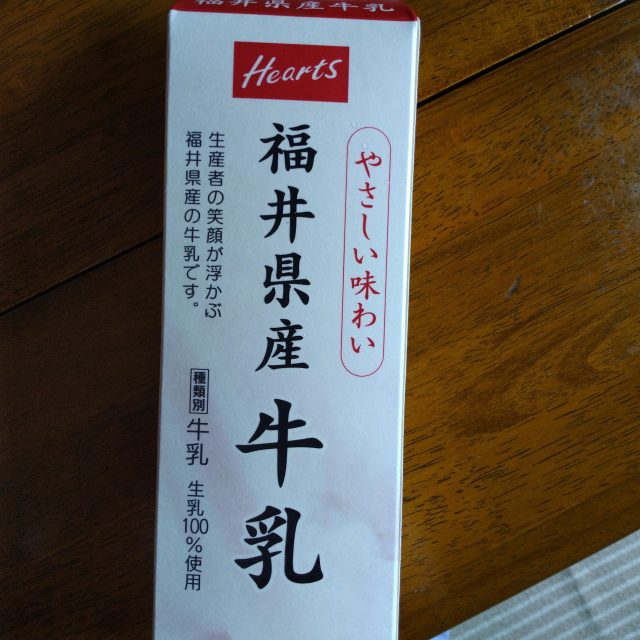 福井県産牛乳
Hearts
やさしい味わい
福井県産牛乳
生産者の笑顔が浮かぶ
福井県産の牛乳です。
種類別 牛乳 生乳100%使用